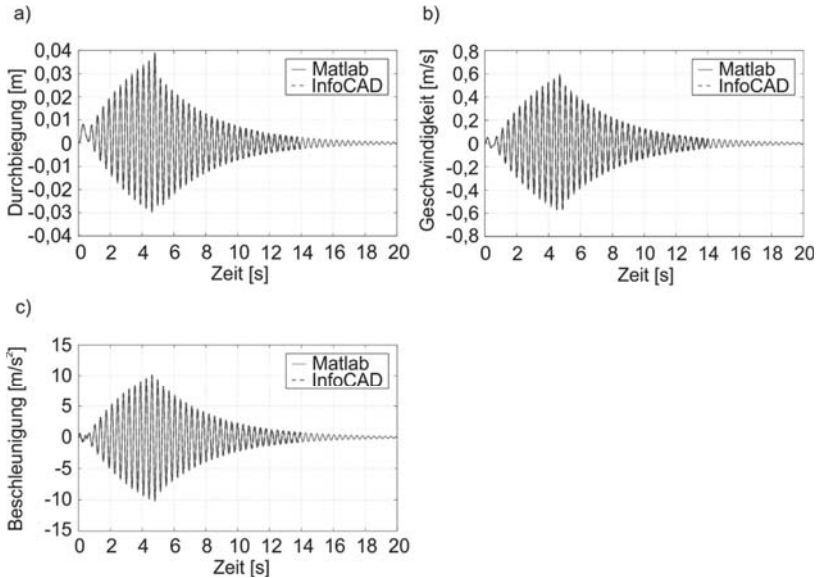 a)
0,04
0,03
0,02
0,01
0
-0,01
-0,02
-0,03
-0,04
Durchbiegung [m]
Matlab
InfoCAD
0 2 4 6 8 10 12 14 16 18 20
Zeit [s]
b)
0,8
0,6
0,4
0,2
0
-0,2
-0,4
-0,6
-0,8
Geschwindigkeit [m/s]
Matlab
InfoCAD
0 2 4 6 8 10 12 14 16 18 20
Zeit [s]
c)
15
10
5
0
-5
-10
-15
Beschleunigung [m/s²]
Matlab
InfoCAD
0 2 4 6 8 10 12 14 16 18 20
Zeit [s]